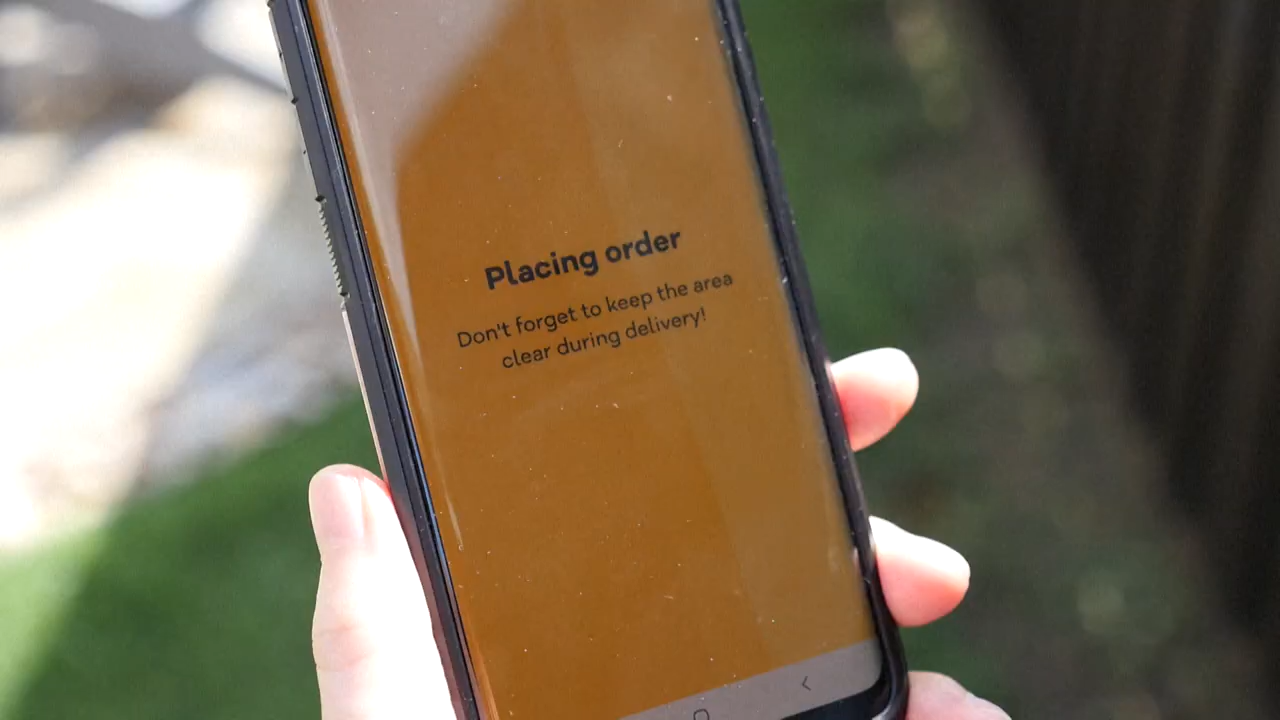 Placing order
Don't forget to keep the area
clear during delivery!